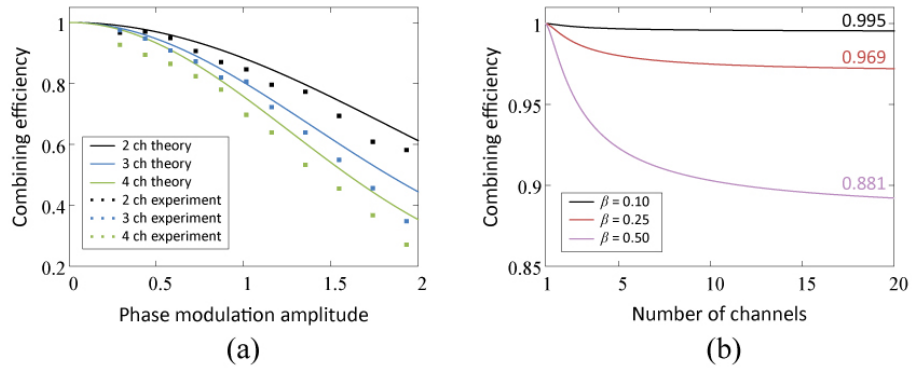 (a)
Combining efficiency
1
0.8
0.6
0.4
0.2
0
0.5
1
1.5
2
Phase modulation amplitude
2 ch theory
3 ch theory
4 ch theory
2 ch experiment
3 ch experiment
4 ch experiment
(b)
Combining efficiency
1
0.95
0.9
0.85
1
5
10
15
20
Number of channels
0.995
0.969
0.881
β = 0.10
β = 0.25
β = 0.50